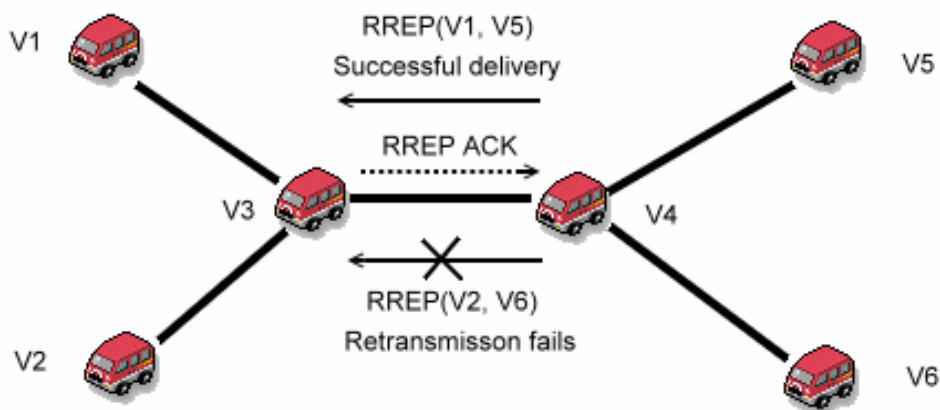 V1
RREP(V1, V5)
Successful delivery
V5
RREP ACK
V3
V4
RREP(V2, V6)
Retransmisson fails
V2
V6